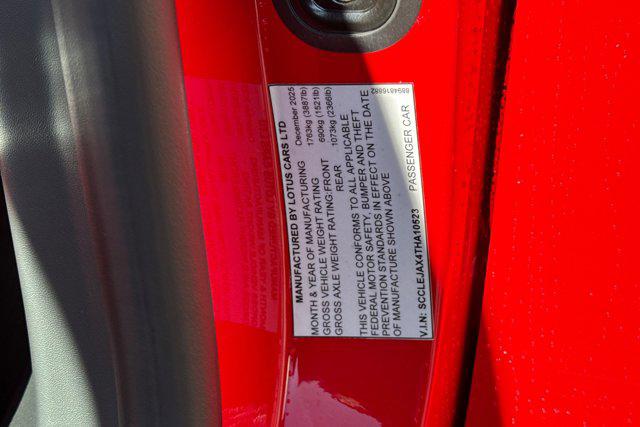 MANUFACTURED BY LOTUS CARS LTD
MONTH & YEAR OF MANUFACTURING December 2025
GROSS VEHICLE WEIGHT RATING 1763kg (3887lb)
GROSS AXLE WEIGHT RATING:FRONT 690kg (1521lb)
REAR 1073kg (2366lb)
THIS VEHICLE CONFORMS TO ALL APPLICABLE
FEDERAL MOTOR SAFETY, BUMPER AND THEFT
PREVENTION STANDARDS IN EFFECT ON THE DATE
OF MANUFACTURE SHOWN ABOVE
8894816882
PASSENGER CAR
V.I.N: SCCLEJAX4THA10523